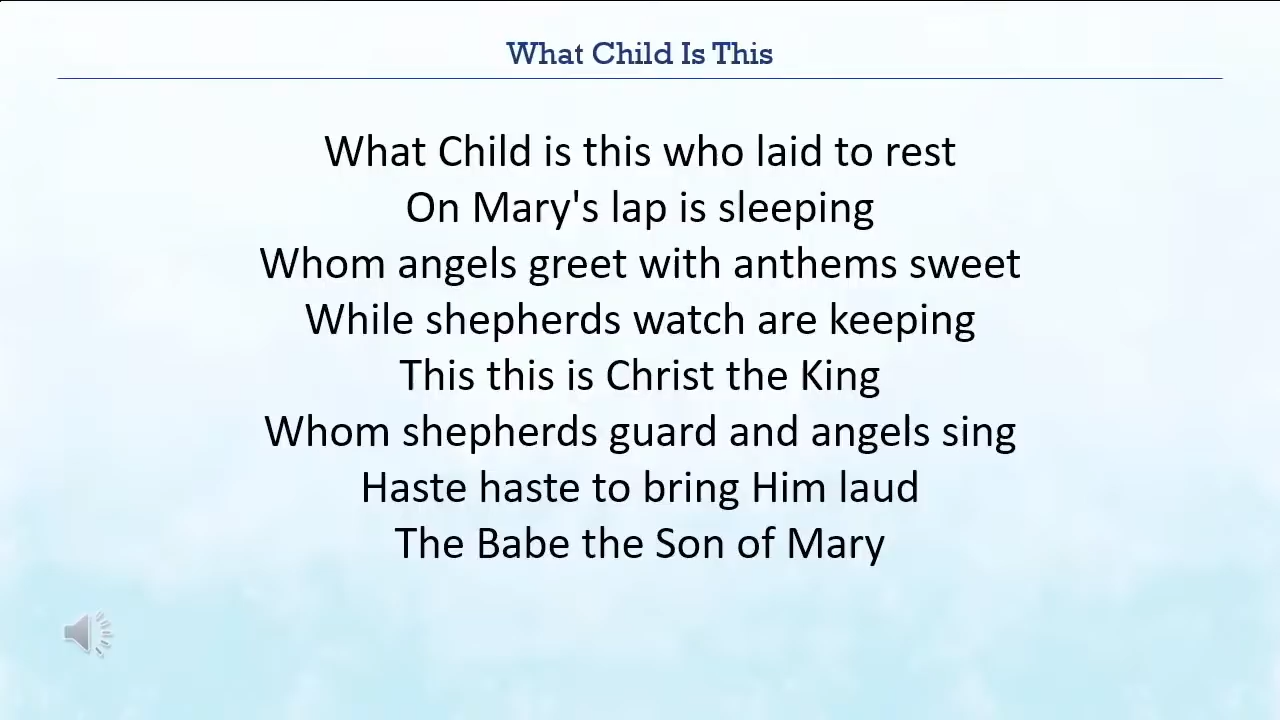 What Child Is This
What Child is this who laid to rest
On Mary's lap is sleeping
Whom angels greet with anthems sweet
While shepherds watch are keeping
This this is Christ the King
Whom shepherds guard and angels sing
Haste haste to bring Him laud
The Babe the Son of Mary